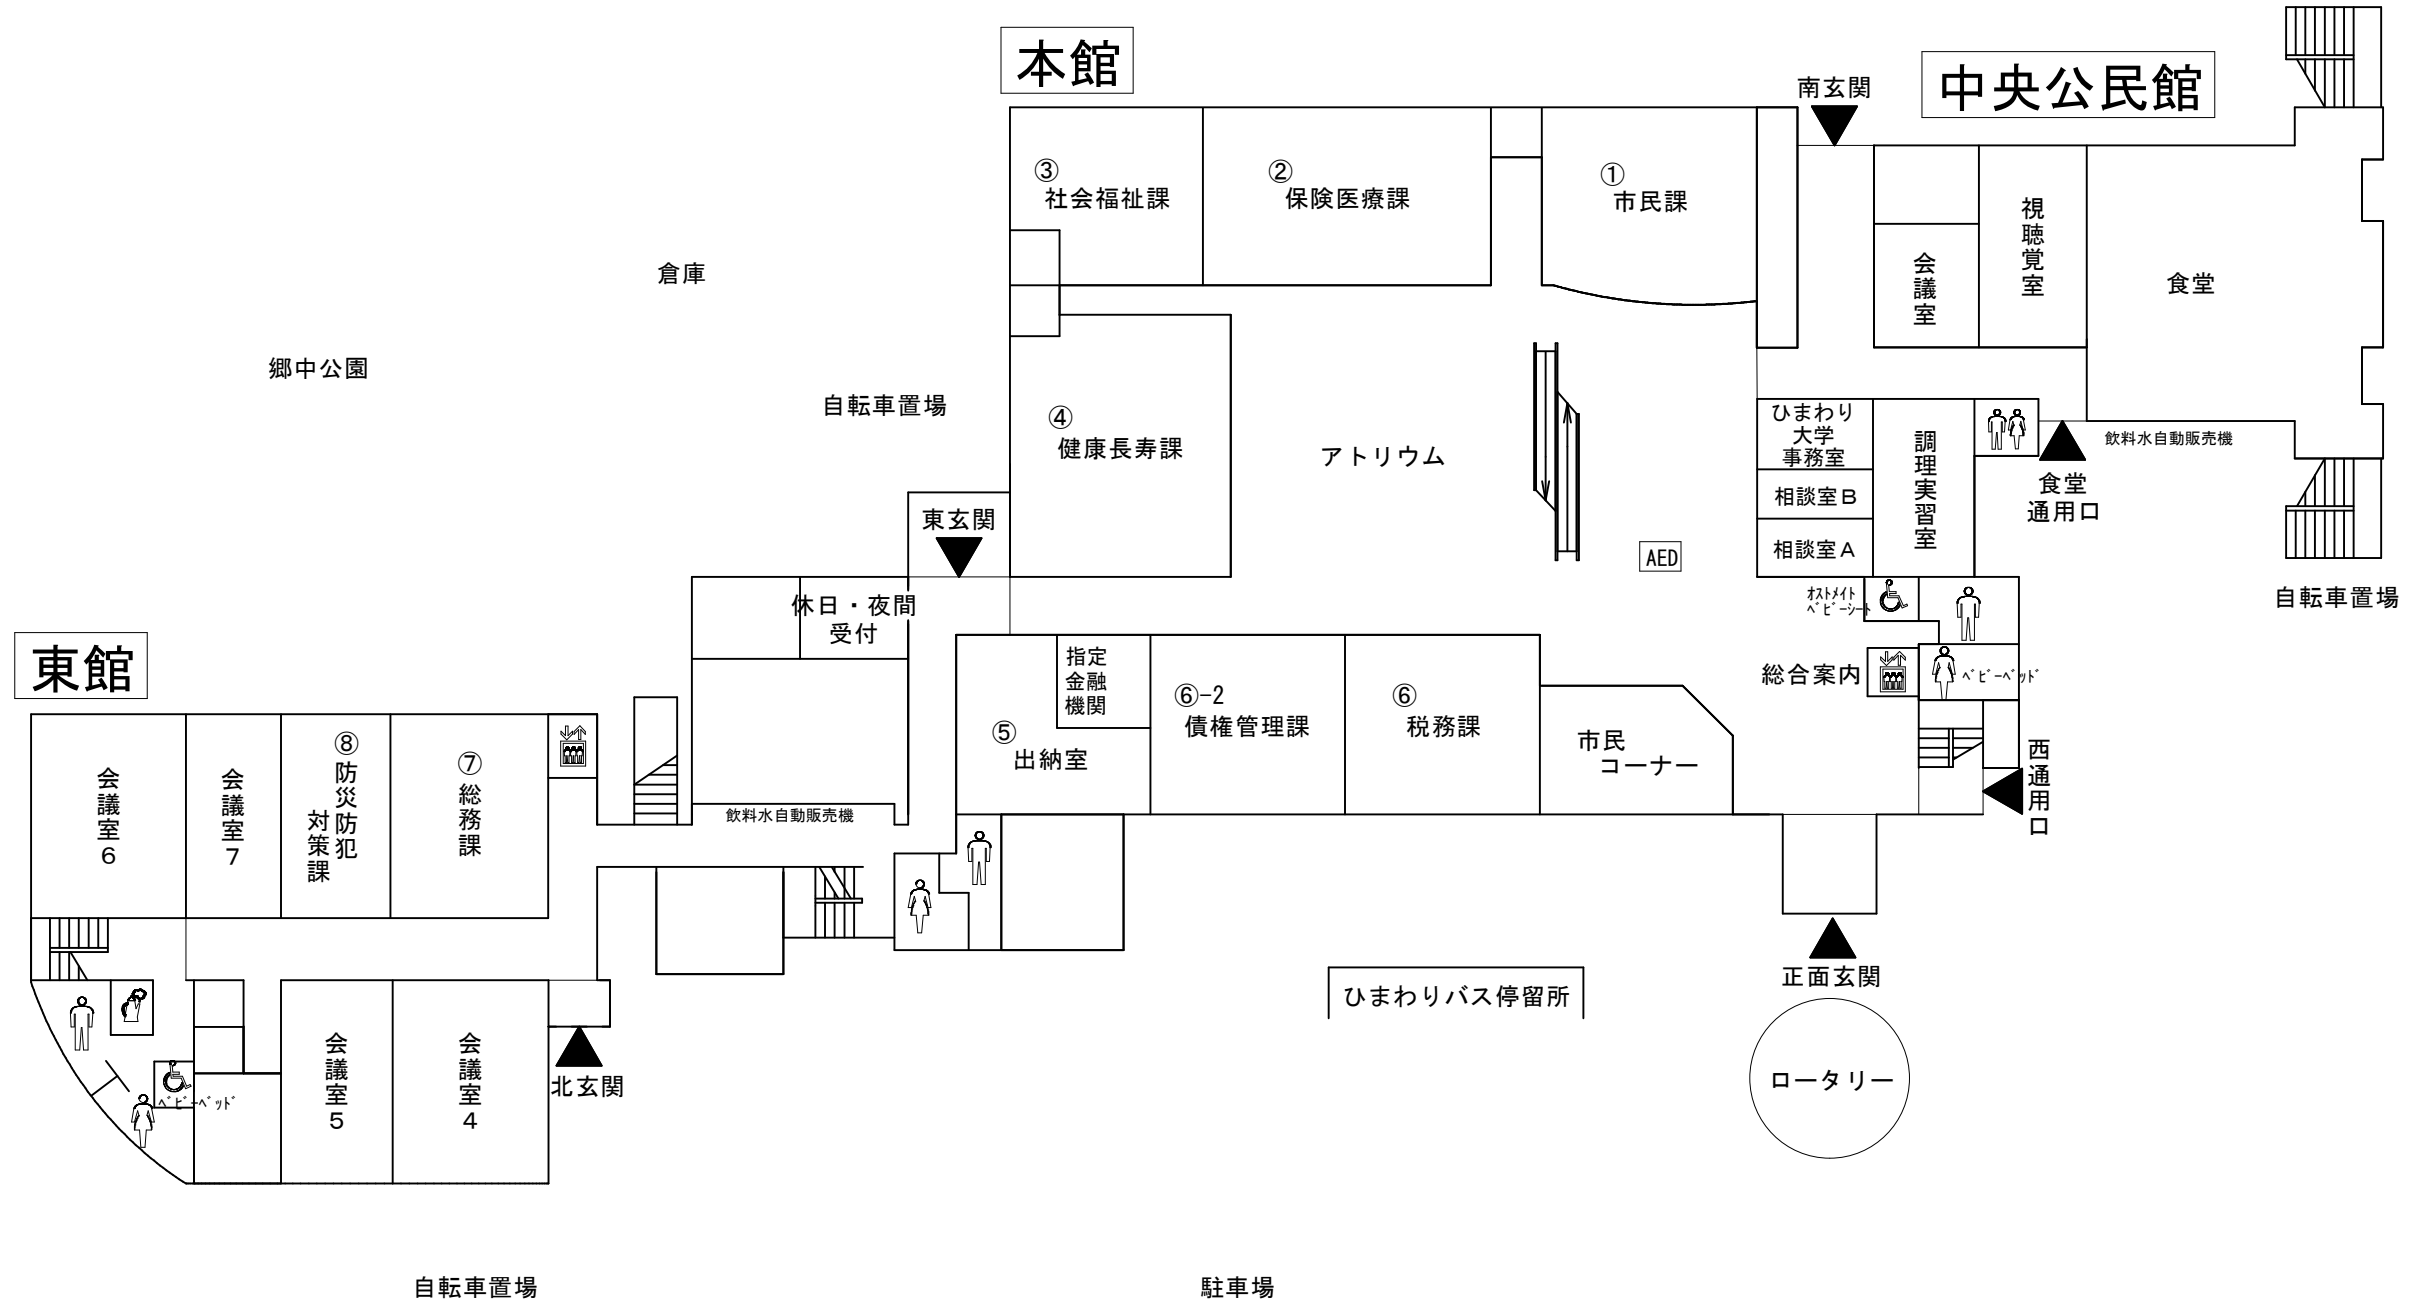 本館
中央公民館
南玄関
③
社会福祉課
②
保険医療課
①
市民課
視聴覚室
会議室
食堂
倉庫
郷中公園
自転車置場
④
健康長寿課
アトリウム
ひまわり
大学
事務室
相談室B
相談室A
調理実習室
飲料水自動販売機
食堂
通用口
自転車置場
東玄関
AED
休日・夜間
受付
ｵｽﾄﾒｲﾄ
ﾍﾞﾋﾞｰｼｰﾄ
総合案内
ﾍﾞﾋﾞｰﾍﾞｯﾄﾞ
東館
指定
金融
機関
⑤
出納室
⑥-2
債権管理課
⑥
税務課
市民
コーナー
西通用口
会議室6
会議室7
⑧
防災防犯
対策課
⑦
総務課
飲料水自動販売機
正面玄関
ひまわりバス停留所
ロータリー
会議室5
会議室4
北玄関
ﾍﾞﾋﾞｰﾍﾞｯﾄﾞ
自転車置場
駐車場